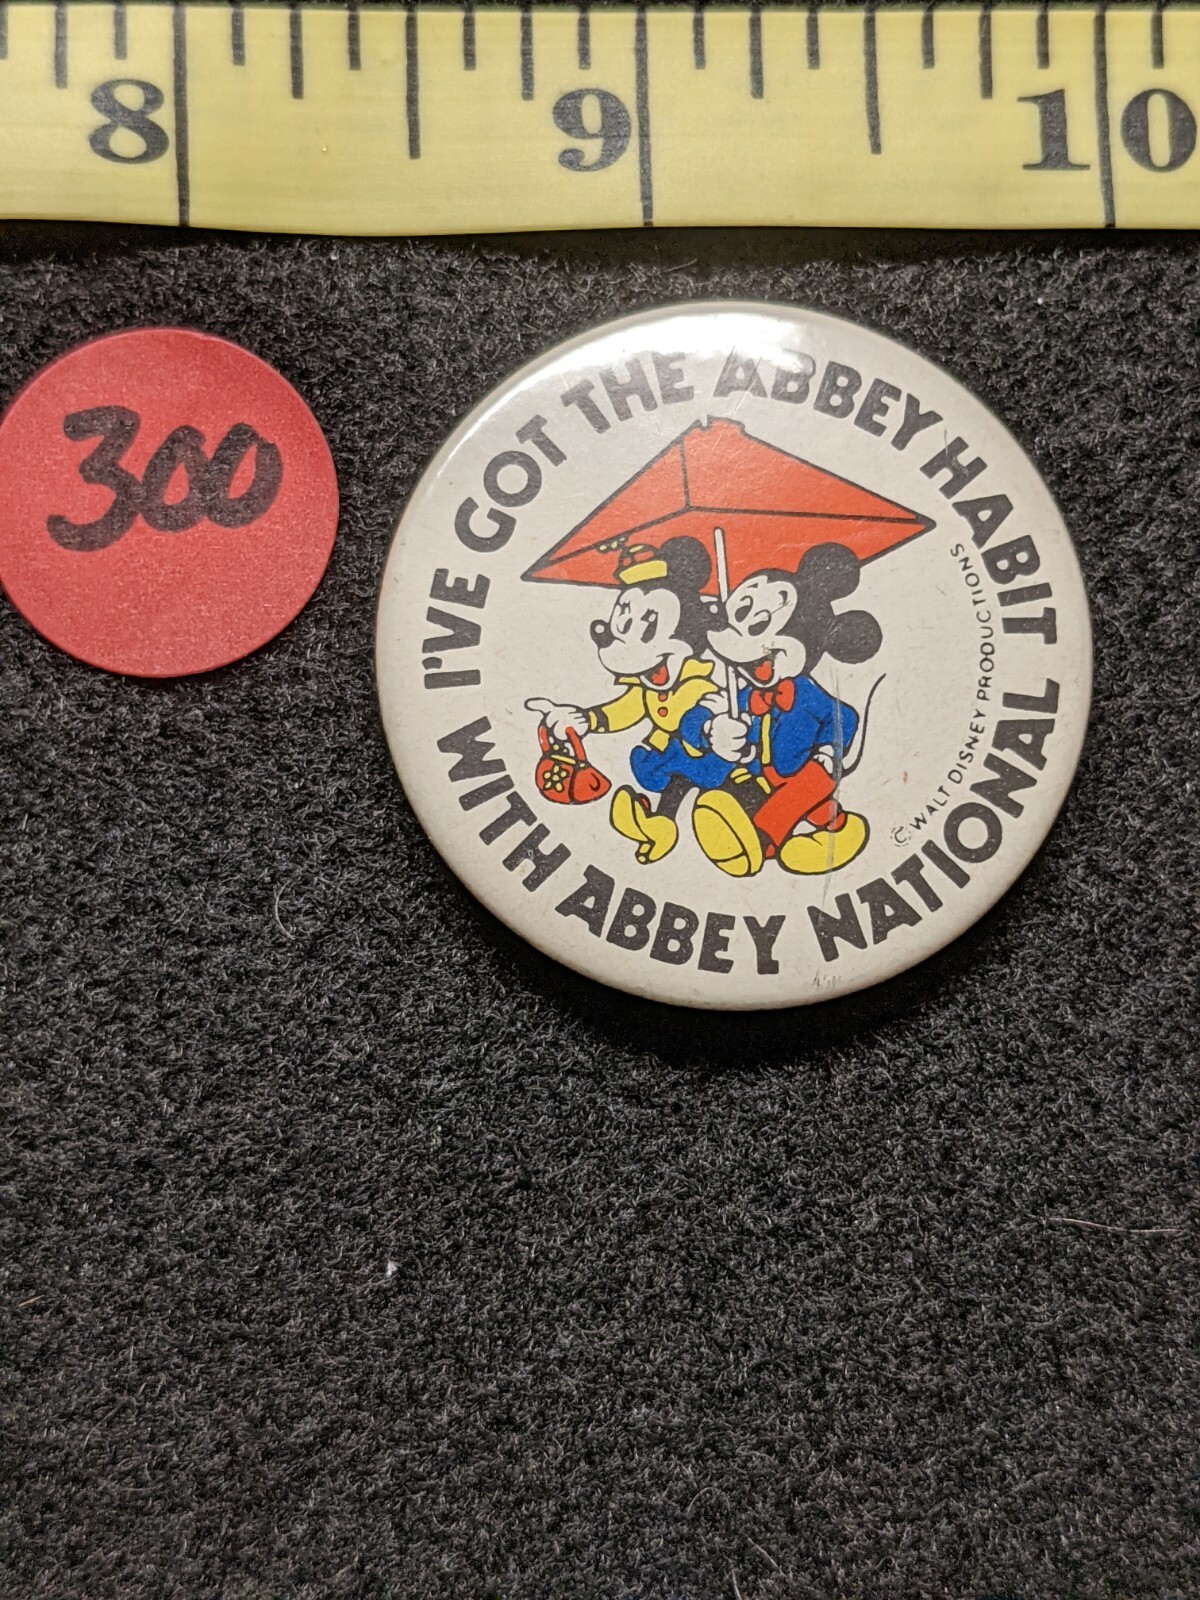 8 9 10
300
I'VE GOT THE ABBEY HABIT
WITH ABBEY NATIONAL
© WALT DISNEY PRODUCTIONS